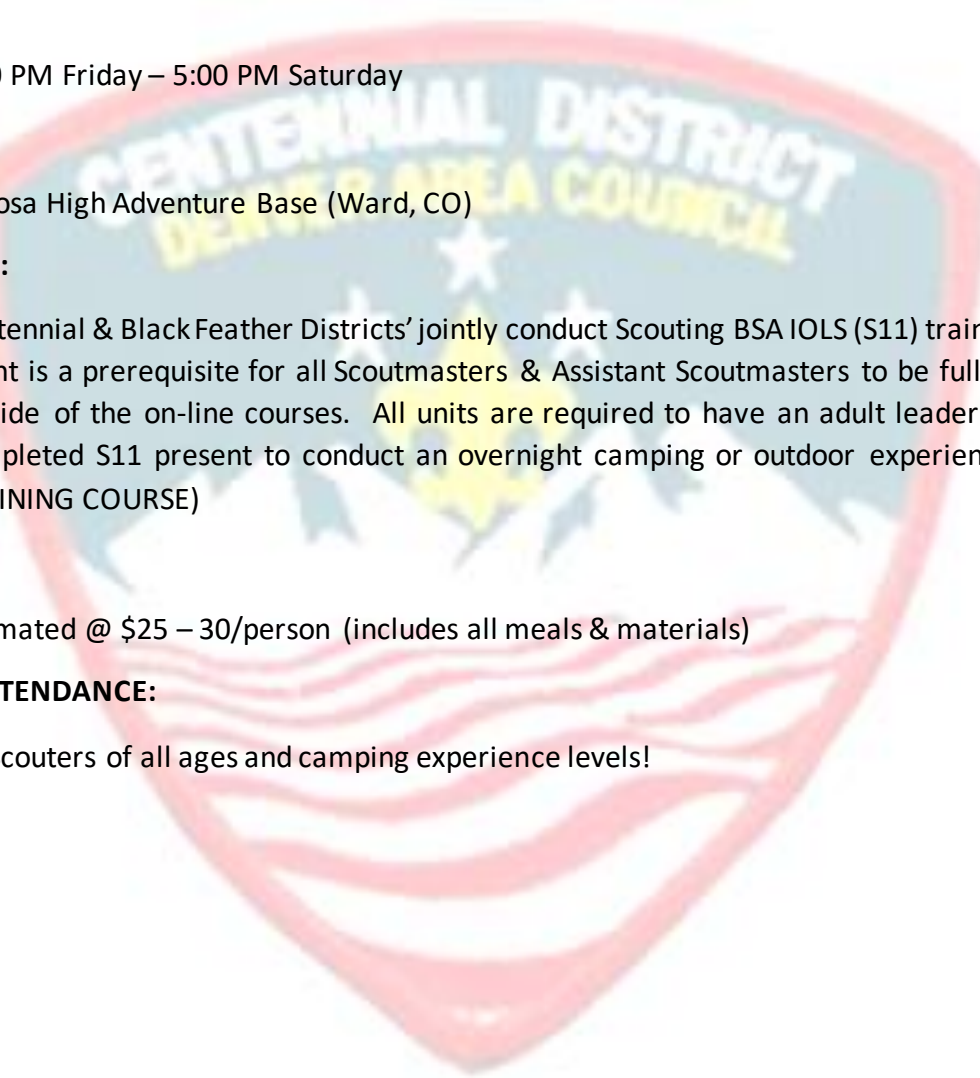 0 PM Friday – 5:00 PM Saturday
CENTENNIAL DISTRICT
DENVER AREA COUNCIL
osa High Adventure Base (Ward, CO)
:
tennial & Black Feather Districts’ jointly conduct Scouting BSA IOLS (S11) train
nt is a prerequisite for all Scoutmasters & Assistant Scoutmasters to be full
ide of the on-line courses. All units are required to have an adult leader
pleted S11 present to conduct an overnight camping or outdoor experien
INING COURSE)
mated @ $25 – 30/person (includes all meals & materials)
TENDANCE:
couters of all ages and camping experience levels!